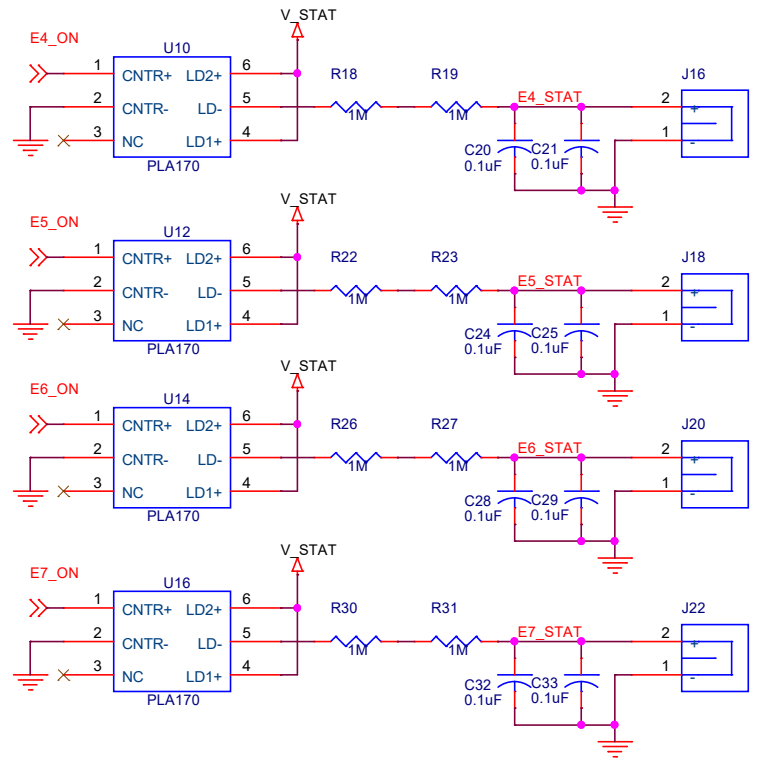 V_STAT
E4_ON
U10
1 CNTR+ LD2+ 6
2 CNTR- LD- 5
3 NC LD1+ 4
PLA170
R18 R19
1M 1M
E4_STAT
C20 C21
0.1uF 0.1uF
J16
2 +
1 -
V_STAT
E5_ON
U12
1 CNTR+ LD2+ 6
2 CNTR- LD- 5
3 NC LD1+ 4
PLA170
R22 R23
1M 1M
E5_STAT
C24 C25
0.1uF 0.1uF
J18
2 +
1 -
V_STAT
E6_ON
U14
1 CNTR+ LD2+ 6
2 CNTR- LD- 5
3 NC LD1+ 4
PLA170
R26 R27
1M 1M
E6_STAT
C28 C29
0.1uF 0.1uF
J20
2 +
1 -
V_STAT
E7_ON
U16
1 CNTR+ LD2+ 6
2 CNTR- LD- 5
3 NC LD1+ 4
PLA170
R30 R31
1M 1M
E7_STAT
C32 C33
0.1uF 0.1uF
J22
2 +
1 -